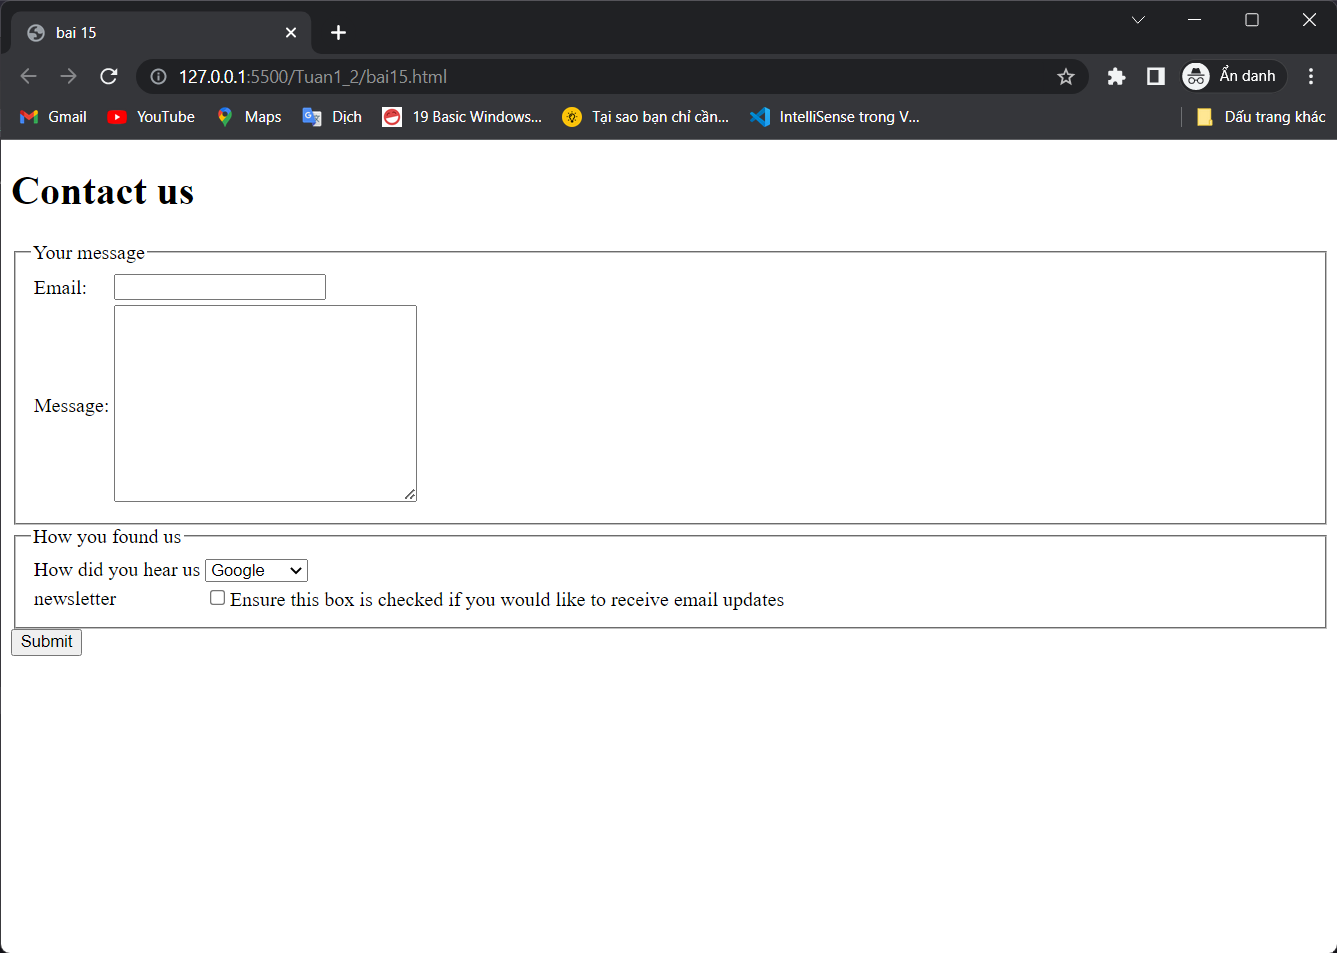 bai 15
127.0.0.1:5500/Tuan1_2/bai15.html
Ẩn danh
Gmail YouTube Maps Dịch 19 Basic Windows... Tại sao bạn chỉ cần... IntelliSense trong V... Dấu trang khác
Contact us
Your message
Email:
Message:
How you found us
How did you hear us Google
newsletter Ensure this box is checked if you would like to receive email updates
Submit